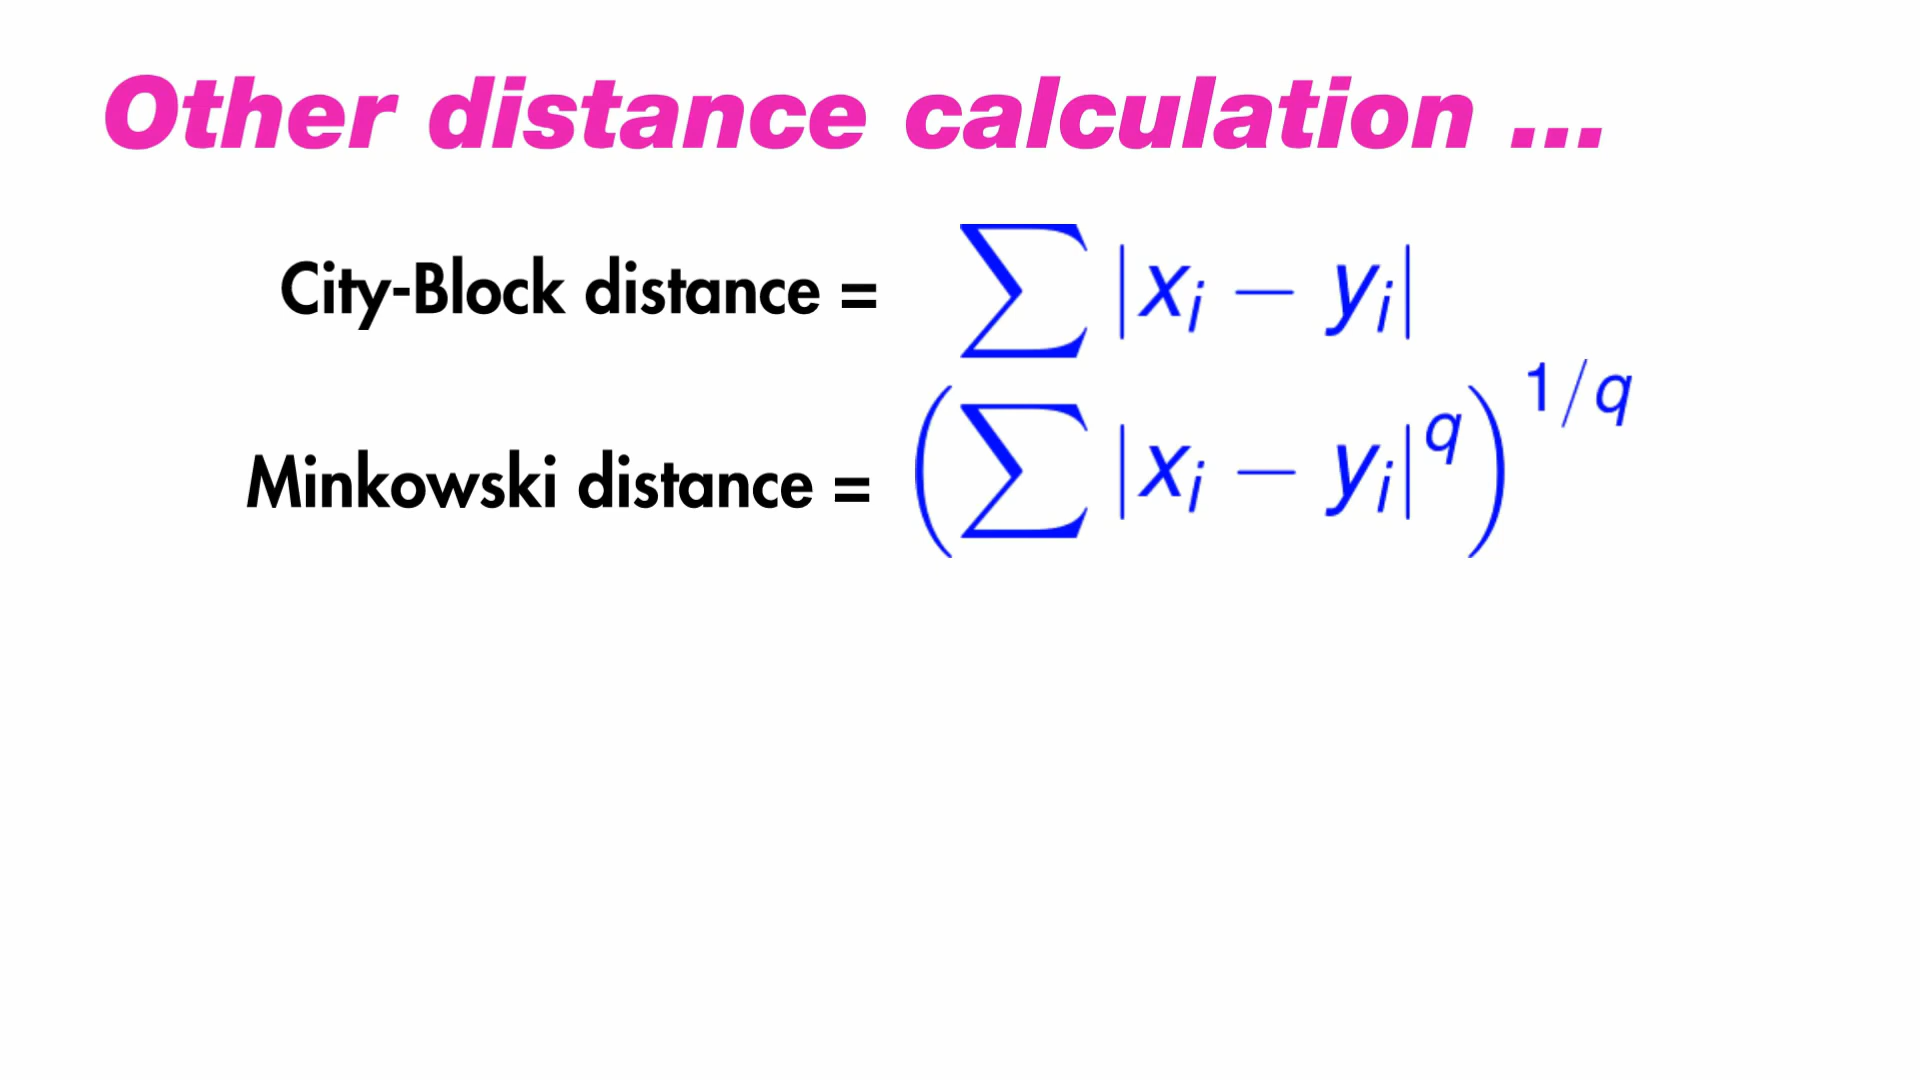 Other distance calculation ...
City-Block distance = ∑ |xᵢ − yᵢ|
Minkowski distance = (∑ |xᵢ − yᵢ|^q)^1/q